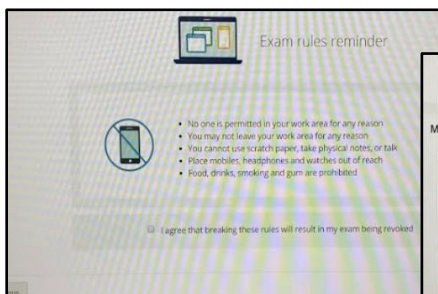 Exam rules reminder
• No one is permitted in your work area for any reason
• You may not leave your work area for any reason
• You cannot use scratch paper, take physical notes, or talk
• Place mobiles, headphones and watches out of reach
• Food, drinks, smoking and gum are prohibited
I agree that breaking these rules will result in my exam being revoked
M